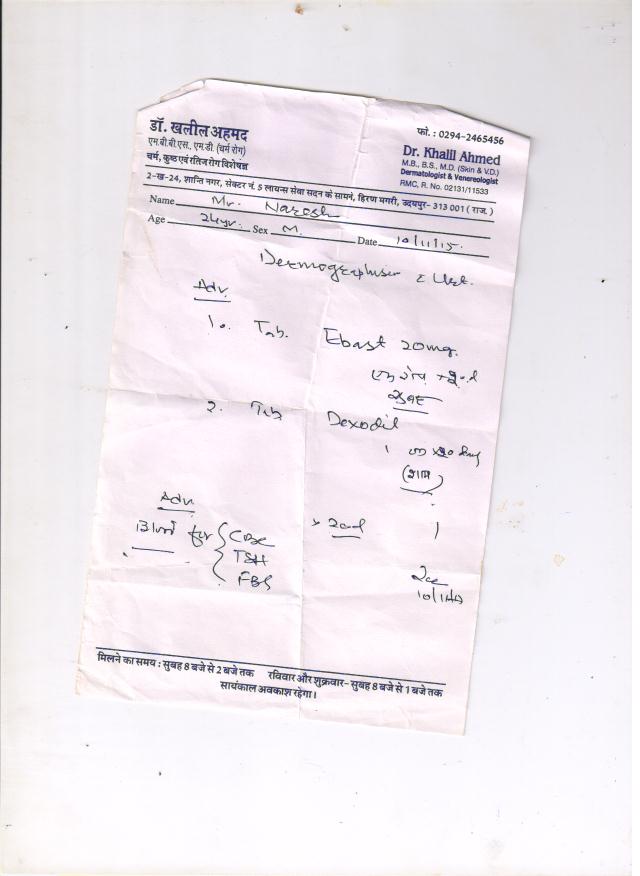 डॉ. खलील अहमद
एम.बी.बी.एस., एम.डी. (चर्म रोग)
चर्म, कुष्ठ एवं रतिज रोग विशेषज्ञ
फो. : 0294-2465456
Dr. Khalil Ahmed
M.B., B.S., M.D. (Skin & V.D.)
Dermatologist & Venereologist
RMC, R. No. 02131/11533
2-ख-24, शान्ति नगर, सेक्टर नं. 5 लायन्स सेवा सदन के सामने, हिरण मगरी, उदयपुर- 313 001 ( राज.)
Name Mr. Naresh
Age 24yr. Sex M. Date 10/11/15.
Adv.
1. Tab. Ebast 20mg.
सुबह
2. Tab Dexodil
(शाम)
Adv.
Blood for CBC
TSH
FBS
मिलने का समय : सुबह 8 बजे से 2 बजे तक रविवार और शुक्रवार- सुबह 8 बजे से 1 बजे तक
सायंकाल अवकाश रहेगा।